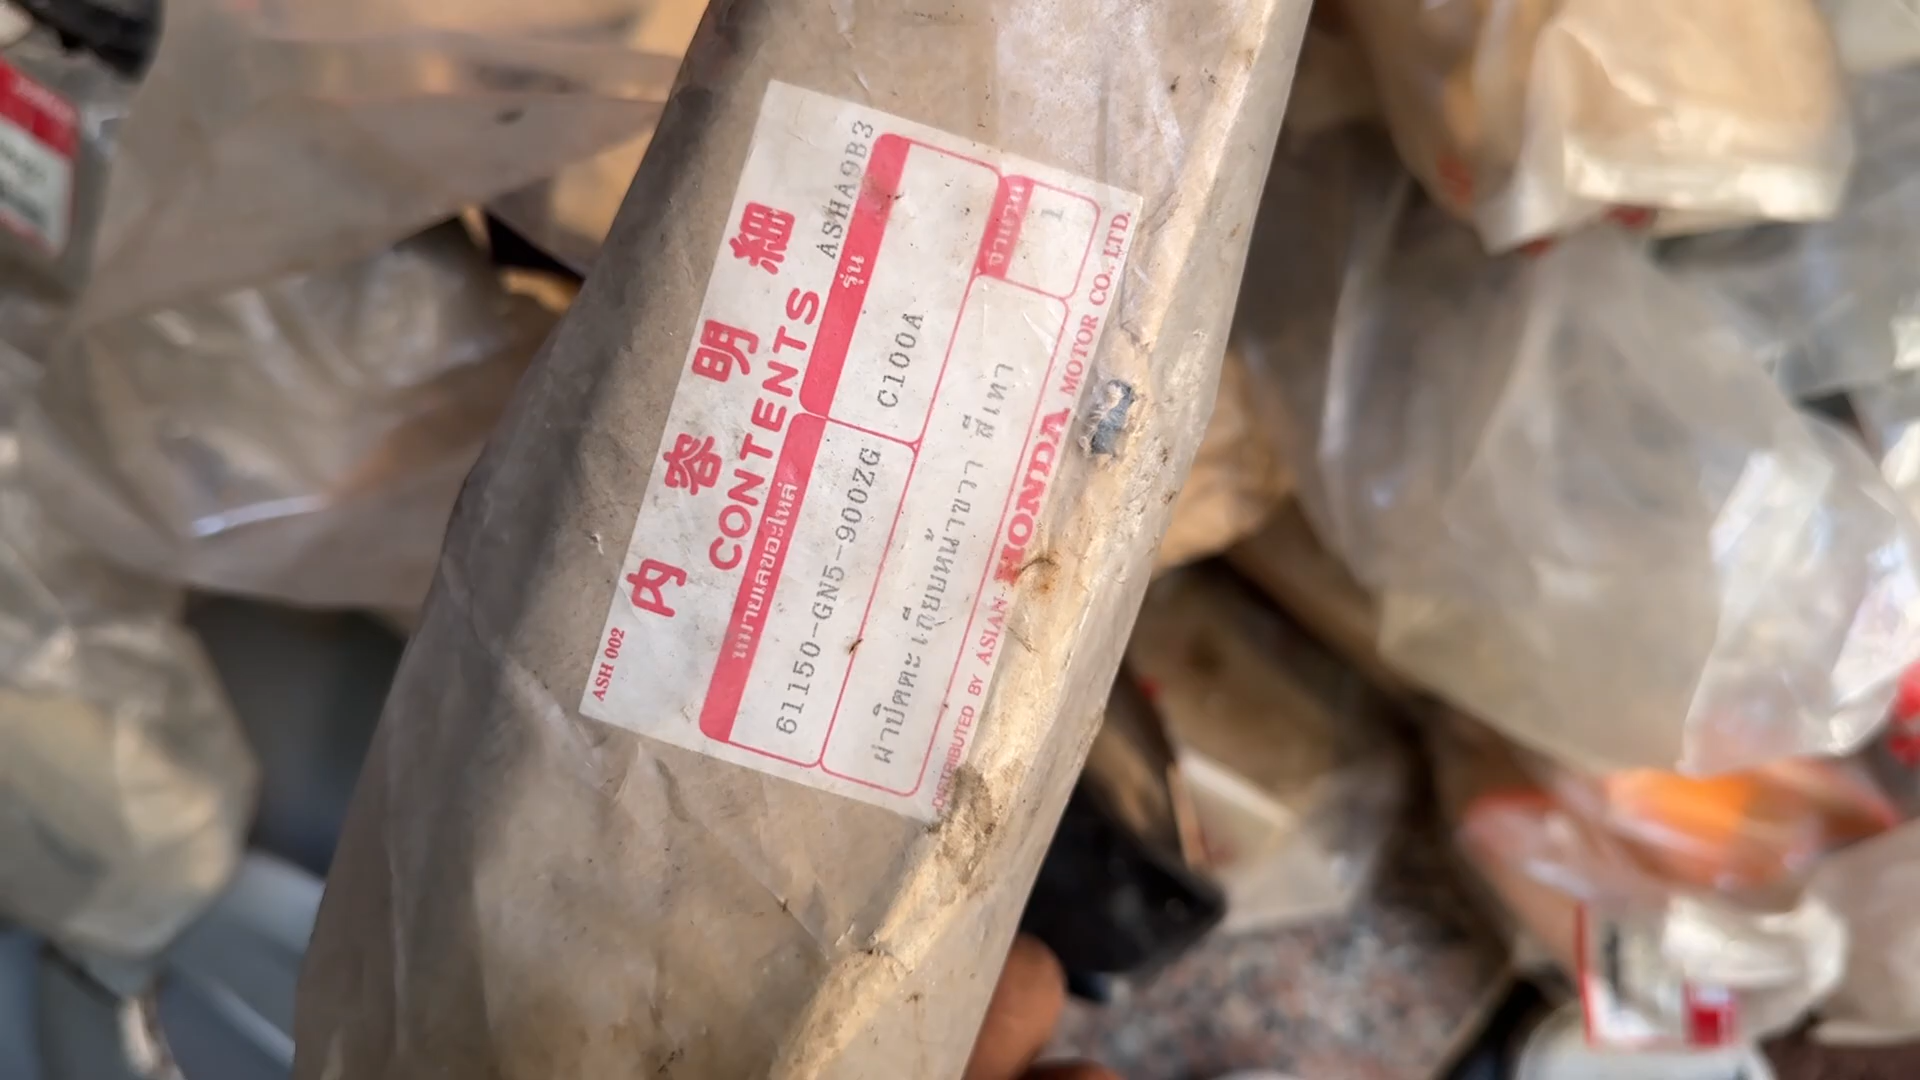 内容明細
CONTENTS
ASH 002
ASHA9B3
หมายเลขอะไหล่
รุ่น
61150-GN5-900ZG
C100A
จำนวน
1
ฝาปิดตะเกียบหน้าขวา สีเทา
DISTRIBUTED BY ASIAN HONDA MOTOR CO., LTD.